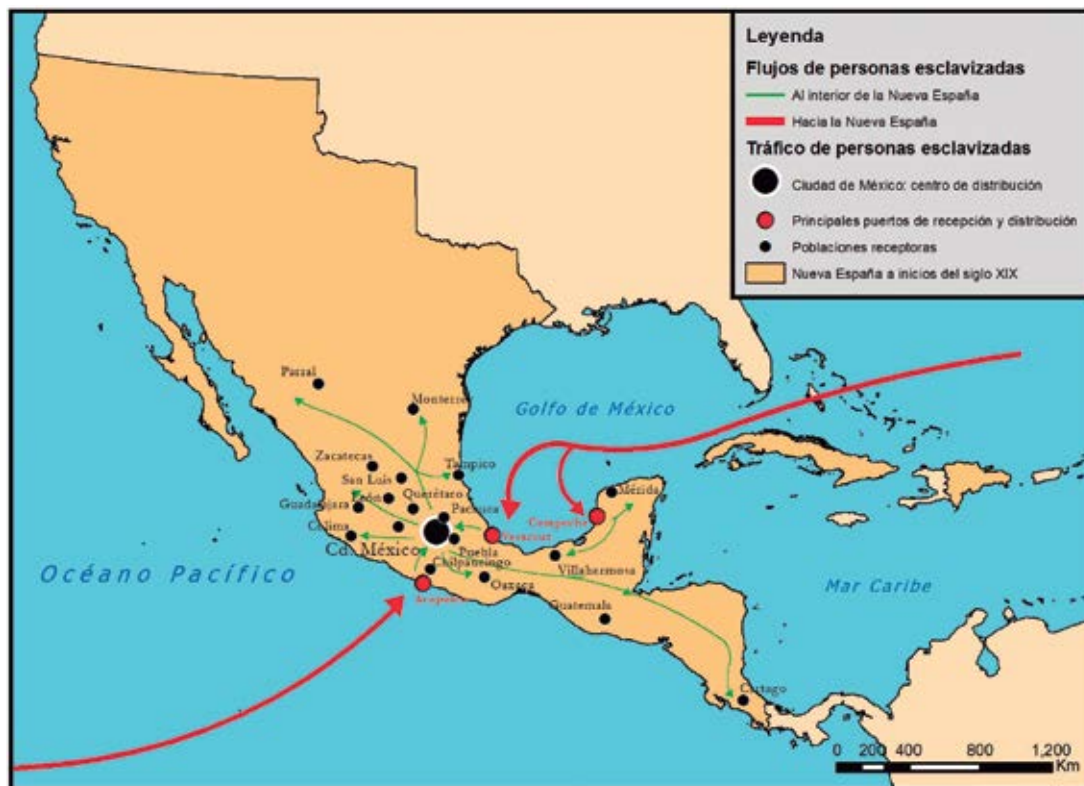 Leyenda
Flujos de personas esclavizadas
Al interior de la Nueva España
Hacia la Nueva España
Tráfico de personas esclavizadas
Ciudad de México: centro de distribución
Principales puertos de recepción y distribución
Poblaciones receptoras
Nueva España a inicios del siglo XIX
Parral
Monterrey
Golfo de México
Zacatecas
Tampico
San Luis
León
Querétaro
Mérida
Guadalajara
Pachuca
Campeche
Colima
Veracruz
Cd. México
Puebla
Chilpancingo
Villahermosa
Océano Pacífico
Oaxaca
Mar Caribe
Acapulco
Guatemala
Cartago
0 200 400 800 1,200
Km